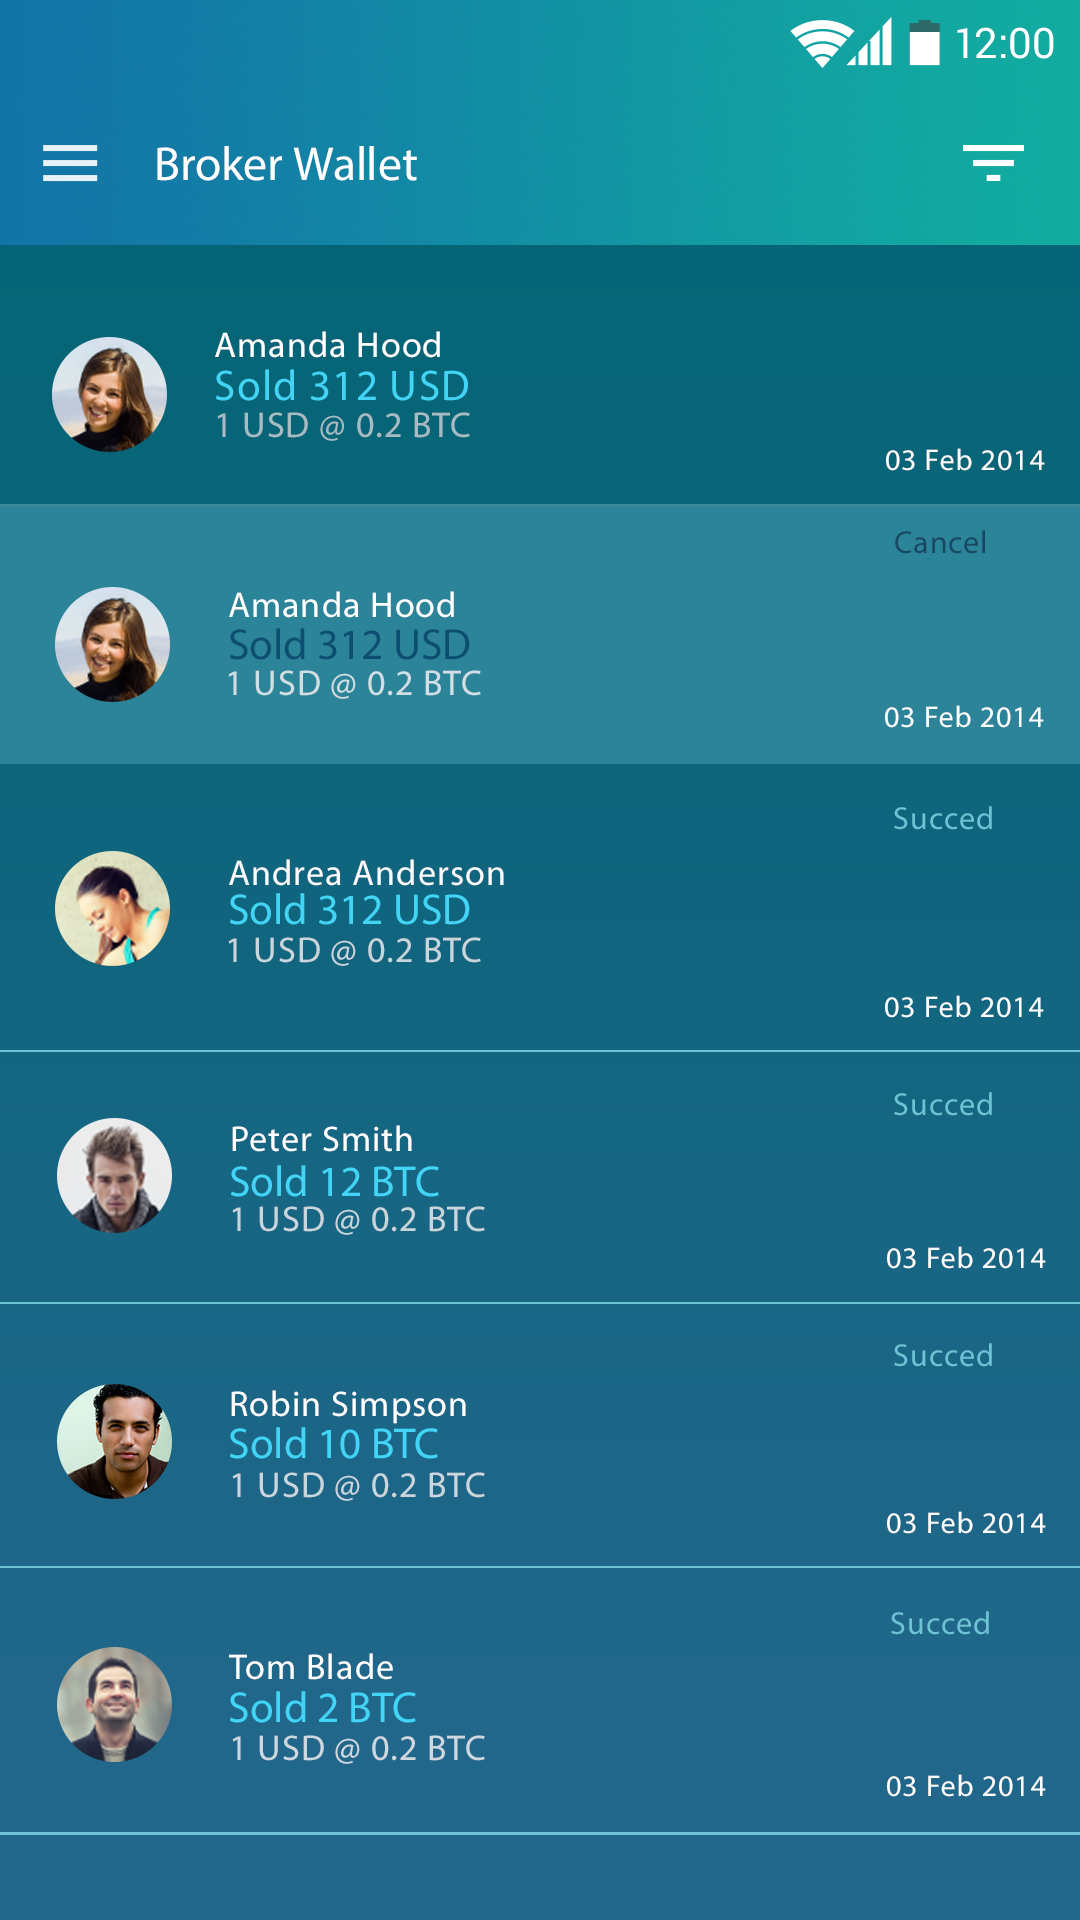 12:00
Broker Wallet
Amanda Hood
Sold 312 USD
1 USD @ 0.2 BTC
03 Feb 2014
Cancel
Amanda Hood
Sold 312 USD
1 USD @ 0.2 BTC
03 Feb 2014
Succed
Andrea Anderson
Sold 312 USD
1 USD @ 0.2 BTC
03 Feb 2014
Succed
Peter Smith
Sold 12 BTC
1 USD @ 0.2 BTC
03 Feb 2014
Succed
Robin Simpson
Sold 10 BTC
1 USD @ 0.2 BTC
03 Feb 2014
Succed
Tom Blade
Sold 2 BTC
1 USD @ 0.2 BTC
03 Feb 2014